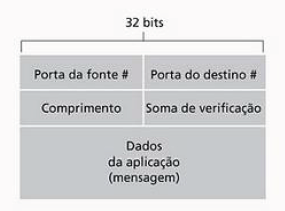 32 bits
Porta da fonte # Porta do destino #
Comprimento Soma de verificação
Dados
da aplicação
(mensagem)